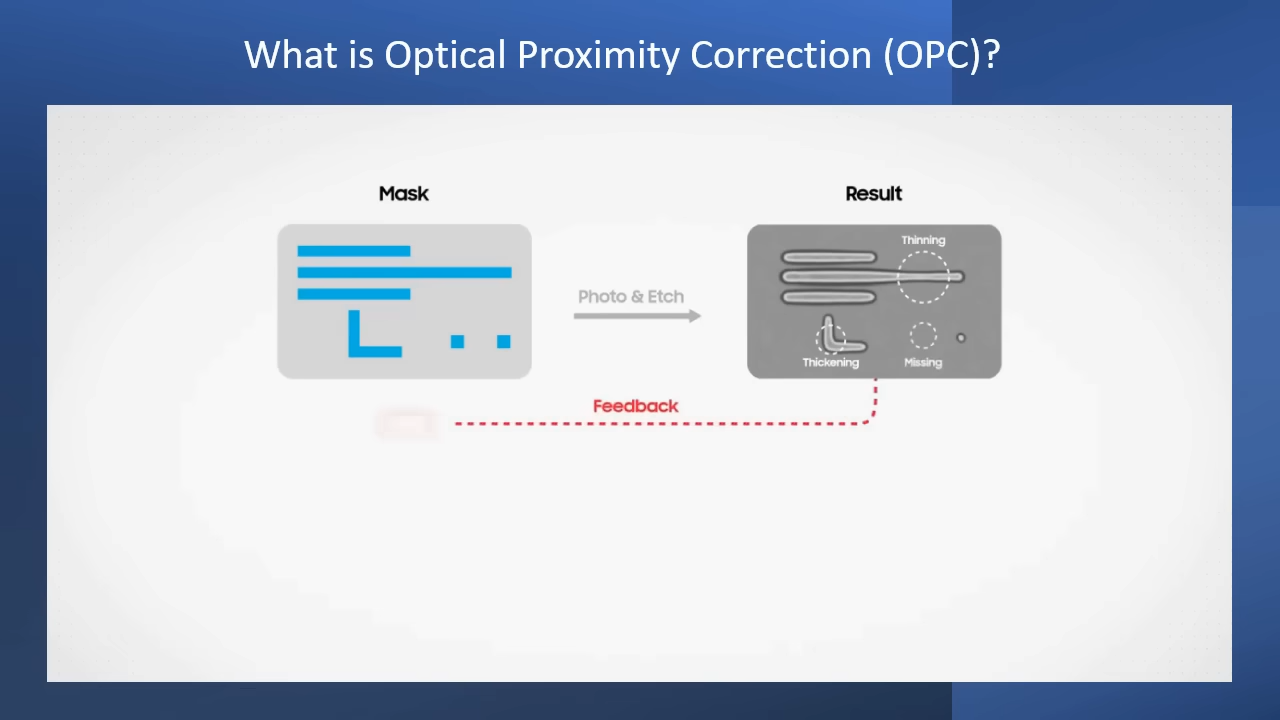 What is Optical Proximity Correction (OPC)?
Mask
Result
Thinning
Photo & Etch
Thickening
Missing
Feedback